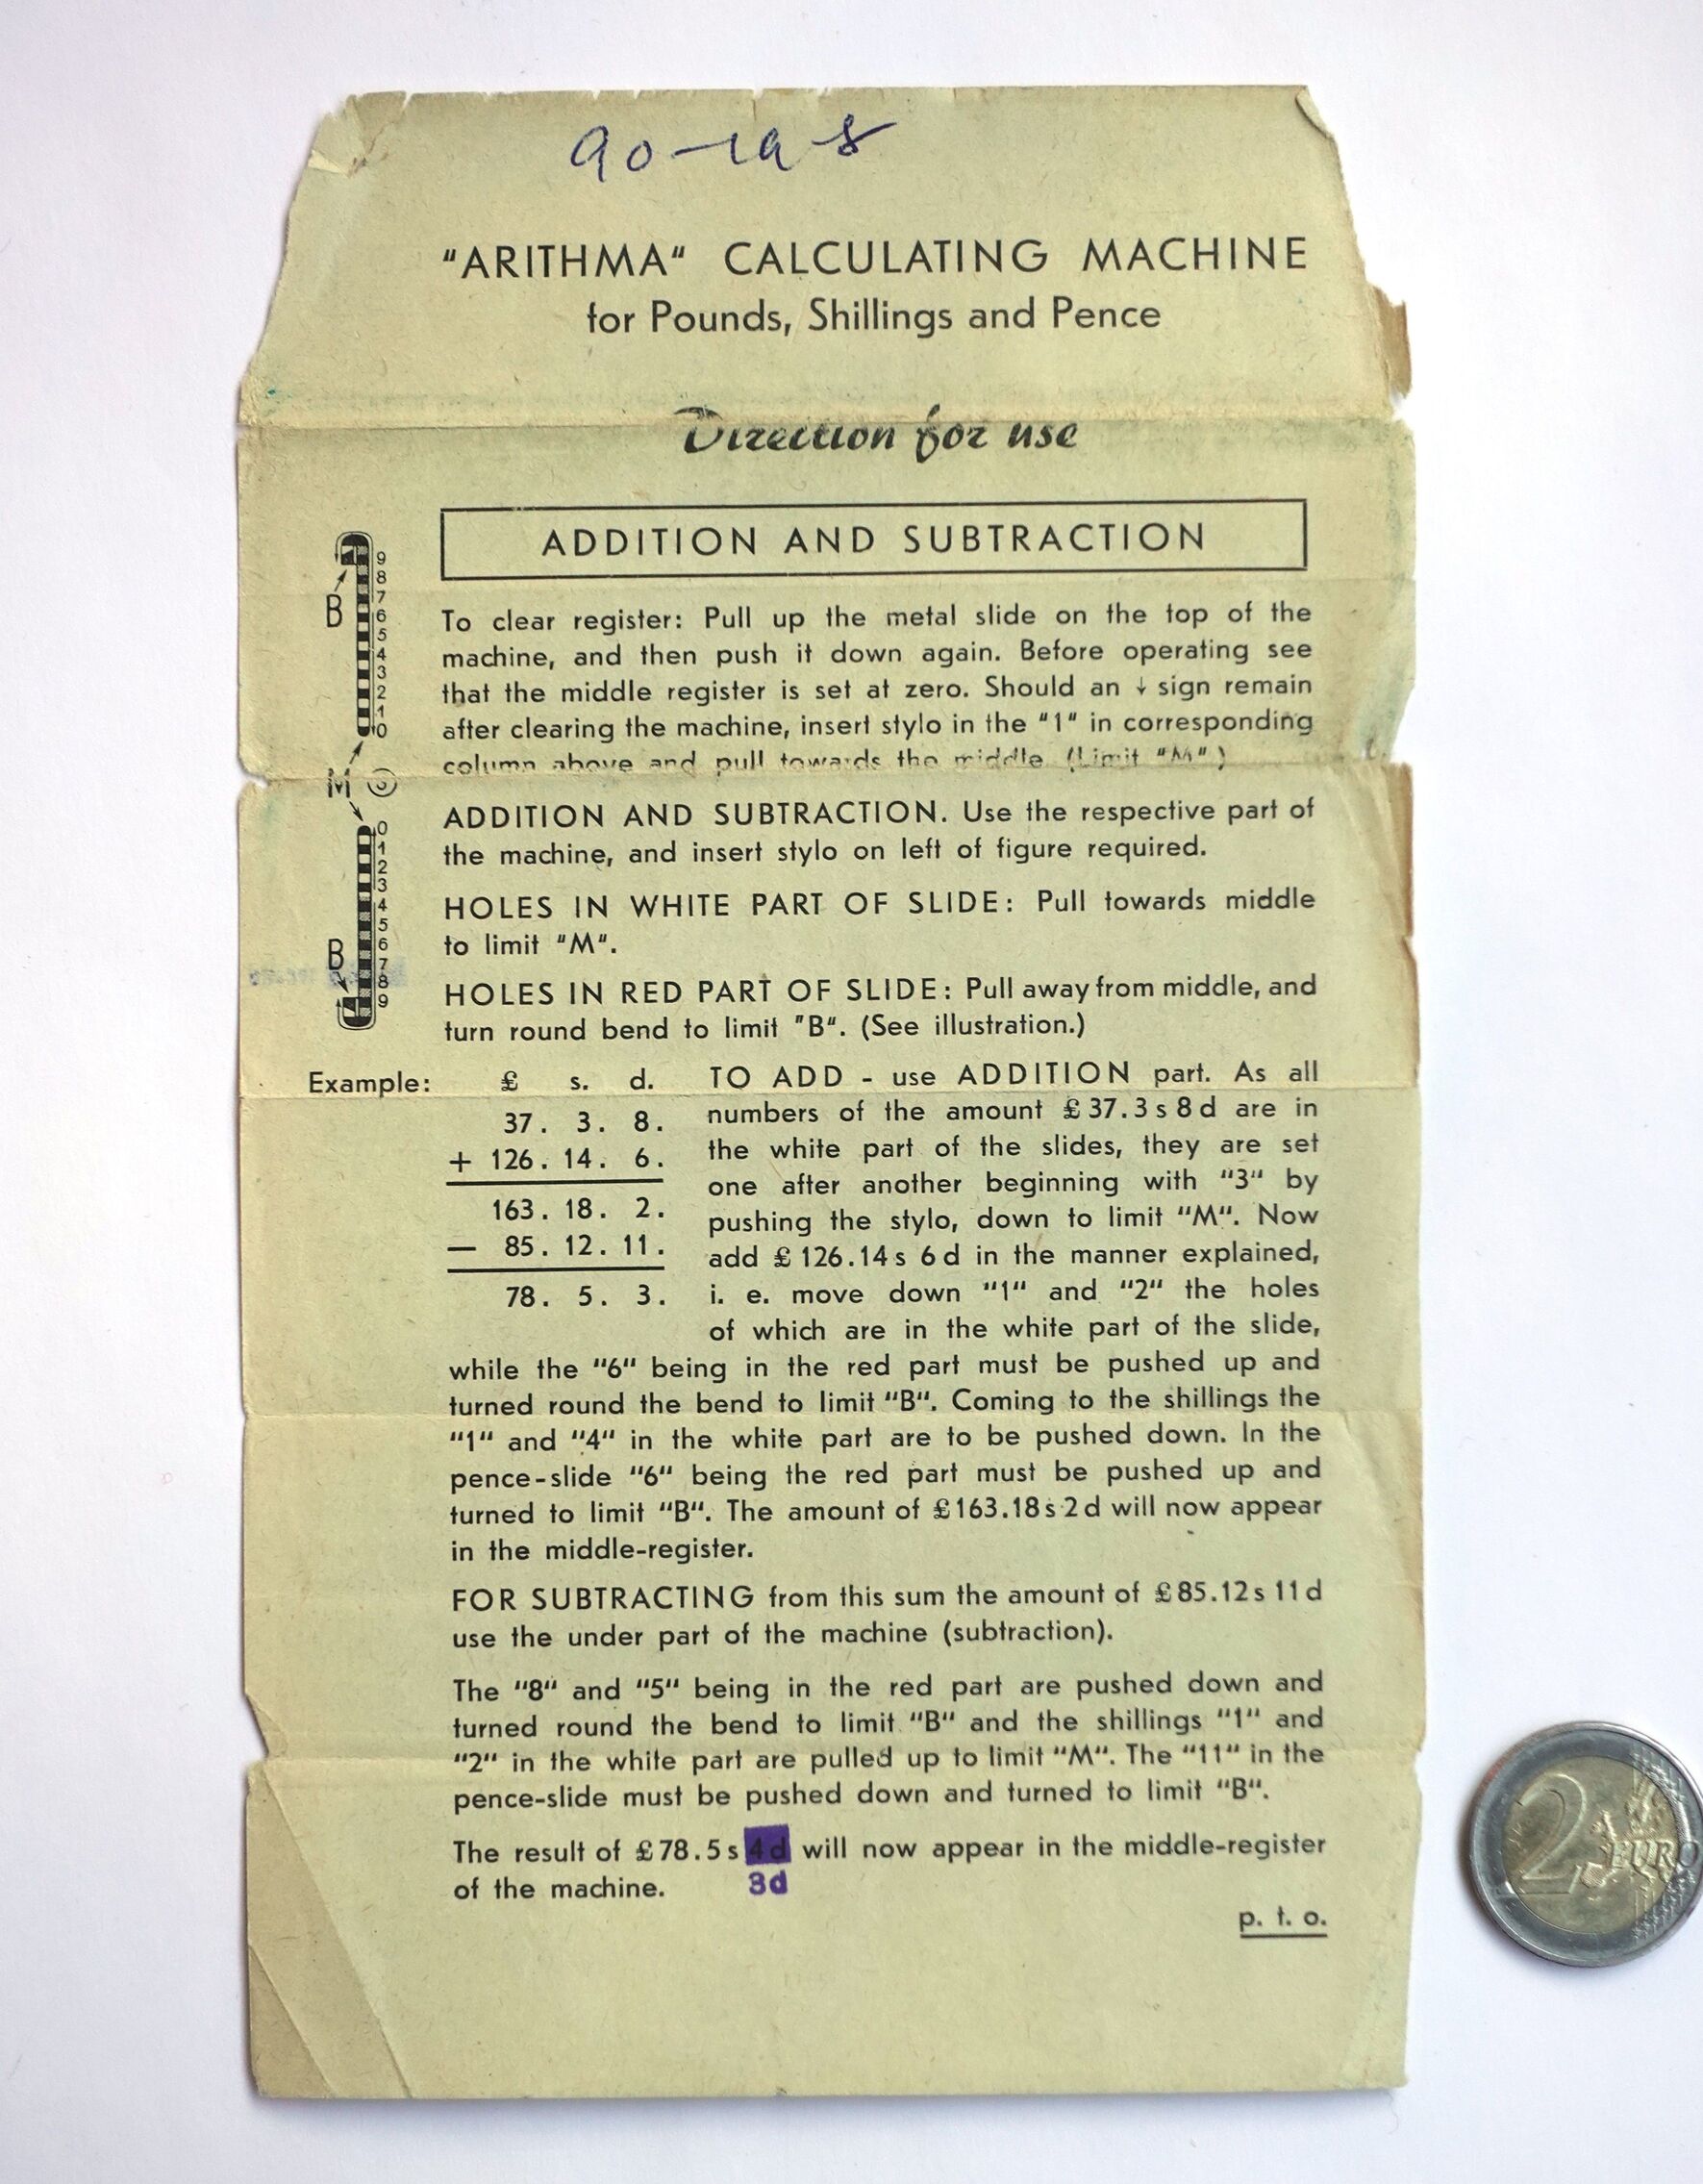 90-19-8
"ARITHMA" CALCULATING MACHINE
for Pounds, Shillings and Pence
Direction for use
ADDITION AND SUBTRACTION
9
8
7
6
5
4
3
2
1
0
B
M
0
1
2
3
4
5
6
7
8
9
B
To clear register: Pull up the metal slide on the top of the
machine, and then push it down again. Before operating see
that the middle register is set at zero. Should an ↓ sign remain
after clearing the machine, insert stylo in the "1" in corresponding
column above and pull towards the middle (Limit "M")
ADDITION AND SUBTRACTION. Use the respective part of
the machine, and insert stylo on left of figure required.
HOLES IN WHITE PART OF SLIDE: Pull towards middle
to limit "M".
HOLES IN RED PART OF SLIDE: Pull away from middle, and
turn round bend to limit "B". (See illustration.)
Example: £ s. d.
37. 3. 8.
+ 126. 14. 6.
163. 18. 2.
— 85. 12. 11.
78. 5. 3.
TO ADD - use ADDITION part. As all
numbers of the amount £ 37.3 s 8 d are in
the white part of the slides, they are set
one after another beginning with "3" by
pushing the stylo, down to limit "M". Now
add £ 126.14 s 6 d in the manner explained,
i. e. move down "1" and "2" the holes
of which are in the white part of the slide,
while the "6" being in the red part must be pushed up and
turned round the bend to limit "B". Coming to the shillings the
"1" and "4" in the white part are to be pushed down. In the
pence-slide "6" being the red part must be pushed up and
turned to limit "B". The amount of £ 163.18 s 2 d will now appear
in the middle-register.
FOR SUBTRACTING from this sum the amount of £ 85.12 s 11 d
use the under part of the machine (subtraction).
The "8" and "5" being in the red part are pushed down and
turned round the bend to limit "B" and the shillings "1" and
"2" in the white part are pulled up to limit "M". The "11" in the
pence-slide must be pushed down and turned to limit "B".
The result of £ 78.5 s 4 d will now appear in the middle-register
of the machine. 3d
p. t. o.
2 EURO